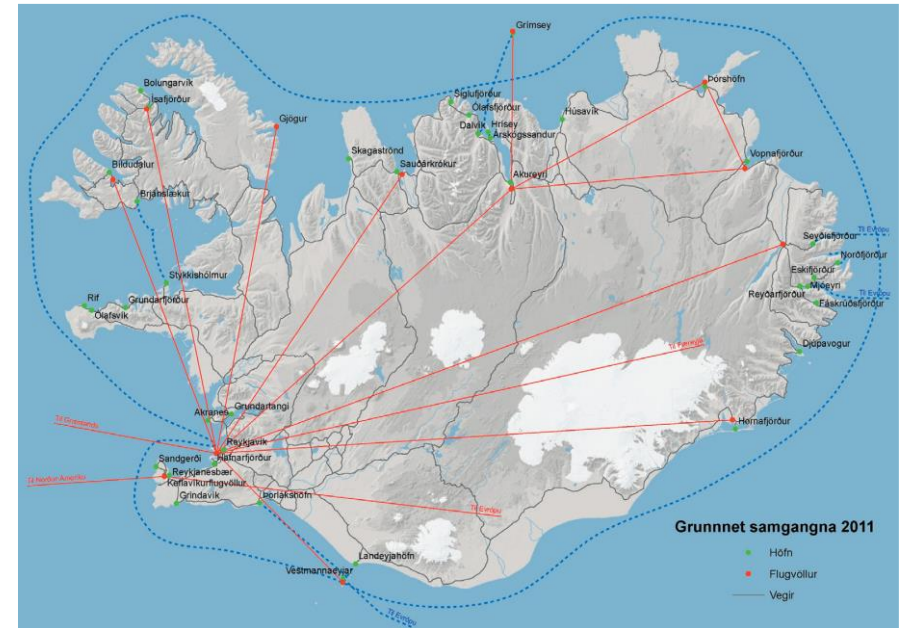 Grímsey
Þórshöfn
Bolungarvík
Ísafjörður
Siglufjörður
Ólafsfjörður
Húsavík
Gjögur
Dalvík
Hrísey
Árskógssandur
Skagaströnd
Sauðárkrókur
Vopnafjörður
Bíldudalur
Akureyri
Brjánslækur
Til Evrópu
Seyðisfjörður
Norðfjörður
Stykkishólmur
Eskifjörður
Mjóeyri
Rif
Grundarfjörður
Reyðarfjörður
Til Evrópu
Ólafsvík
Fáskrúðsfjörður
Til Færeyja
Djúpavogur
Akranes
Grundartangi
Til Grænlands
Hornafjörður
Reykjavík
Sandgerði
Hafnarfjörður
Reykjanesbær
Til Norður Ameríku
Keflavíkurflugvöllur
Grindavík
Þorlákshöfn
Til Evrópu
Grunnnet samgangna 2011
Landeyjahöfn
Höfn
Vestmannaeyjar
Flugvöllur
Vegir
Til Evrópu